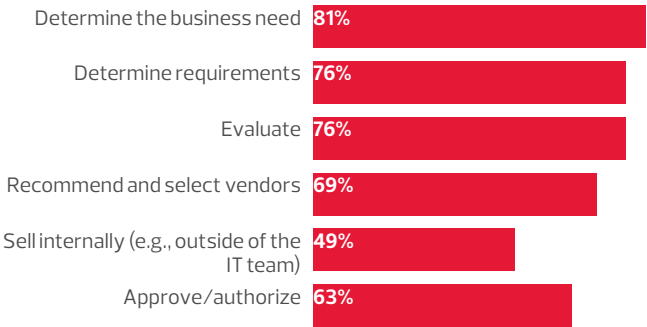 Determine the business need 81%
Determine requirements 76%
Evaluate 76%
Recommend and select vendors 69%
Sell internally (e.g., outside of the 49%
IT team)
Approve/authorize 63%